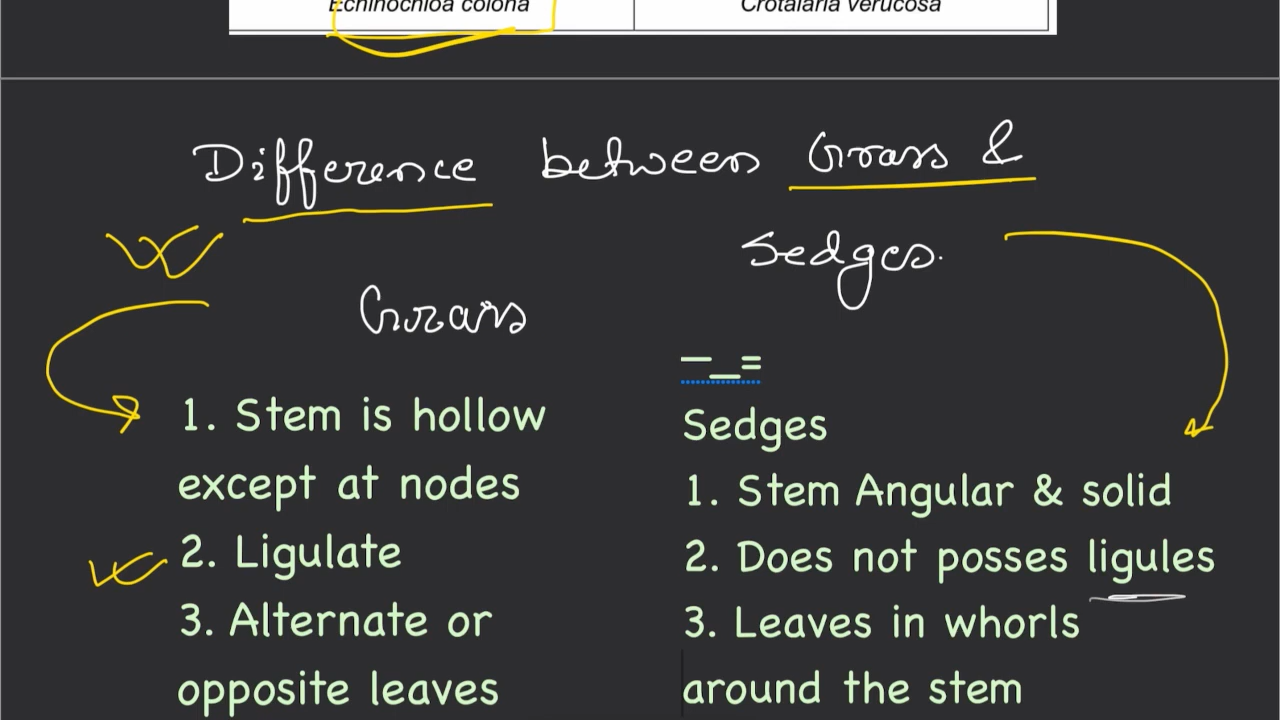 Echinochloa colona
Crotalaria verucosa
Difference between Grass &
Sedges.
Grass
1. Stem is hollow
except at nodes
2. Ligulate
3. Alternate or
opposite leaves
—_=
Sedges
1. Stem Angular & solid
2. Does not posses ligules
3. Leaves in whorls
around the stem